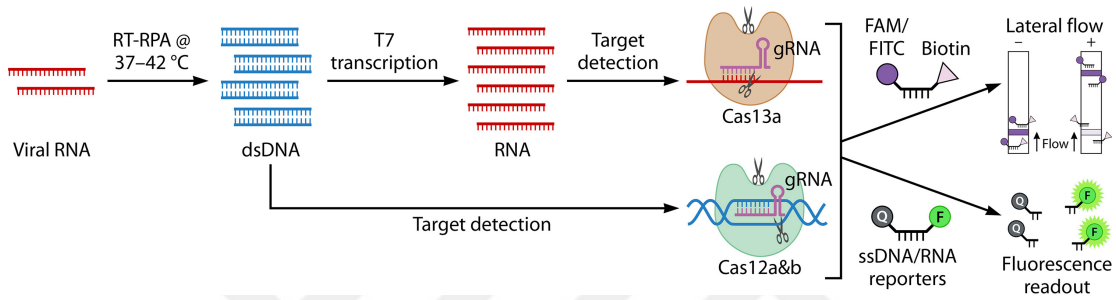 RT-RPA @
37–42 °C
Viral RNA
dsDNA
T7
transcription
RNA
Target
detection
gRNA
Cas13a
Target detection
gRNA
Cas12a&b
FAM/
FITC
Biotin
Q
F
ssDNA/RNA
reporters
Lateral flow
– +
Flow
Q
F
Q
F
Fluorescence
readout